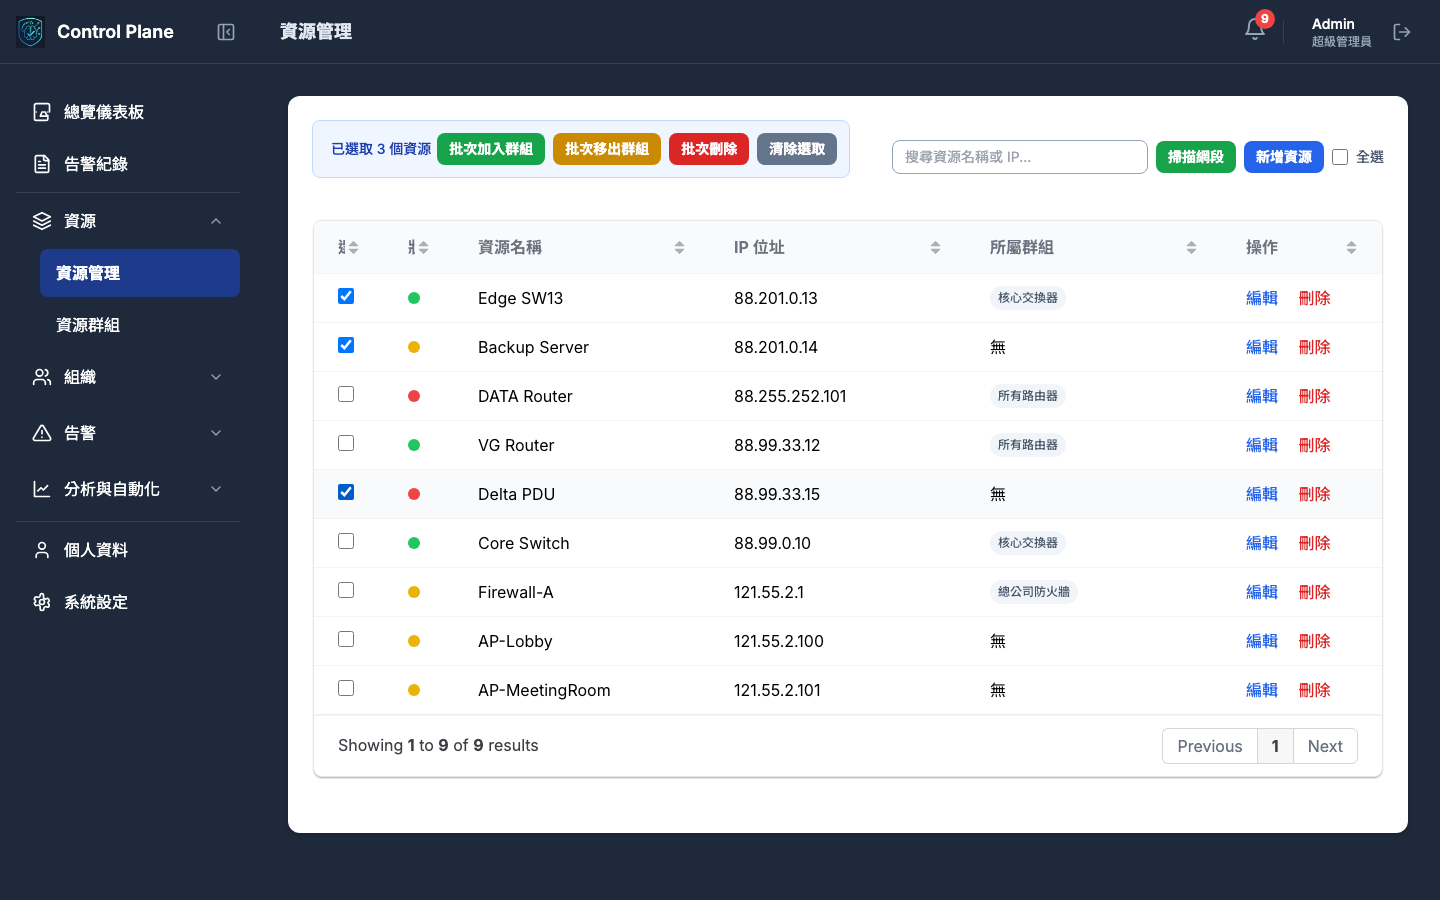 Control Plane
資源管理
9
Admin
超級管理員
總覽儀表板
告警紀錄
資源
資源管理
資源群組
組織
告警
分析與自動化
個人資料
系統設定
已選取 3 個資源 批次加入群組 批次移出群組 批次刪除 清除選取
搜尋資源名稱或 IP... 掃描網段 新增資源 全選
資源名稱 IP 位址 所屬群組 操作
Edge SW13 88.201.0.13 核心交換器 編輯 刪除
Backup Server 88.201.0.14 無 編輯 刪除
DATA Router 88.255.252.101 所有路由器 編輯 刪除
VG Router 88.99.33.12 所有路由器 編輯 刪除
Delta PDU 88.99.33.15 無 編輯 刪除
Core Switch 88.99.0.10 核心交換器 編輯 刪除
Firewall-A 121.55.2.1 總公司防火牆 編輯 刪除
AP-Lobby 121.55.2.100 無 編輯 刪除
AP-MeetingRoom 121.55.2.101 無 編輯 刪除
Showing 1 to 9 of 9 results
Previous 1 Next